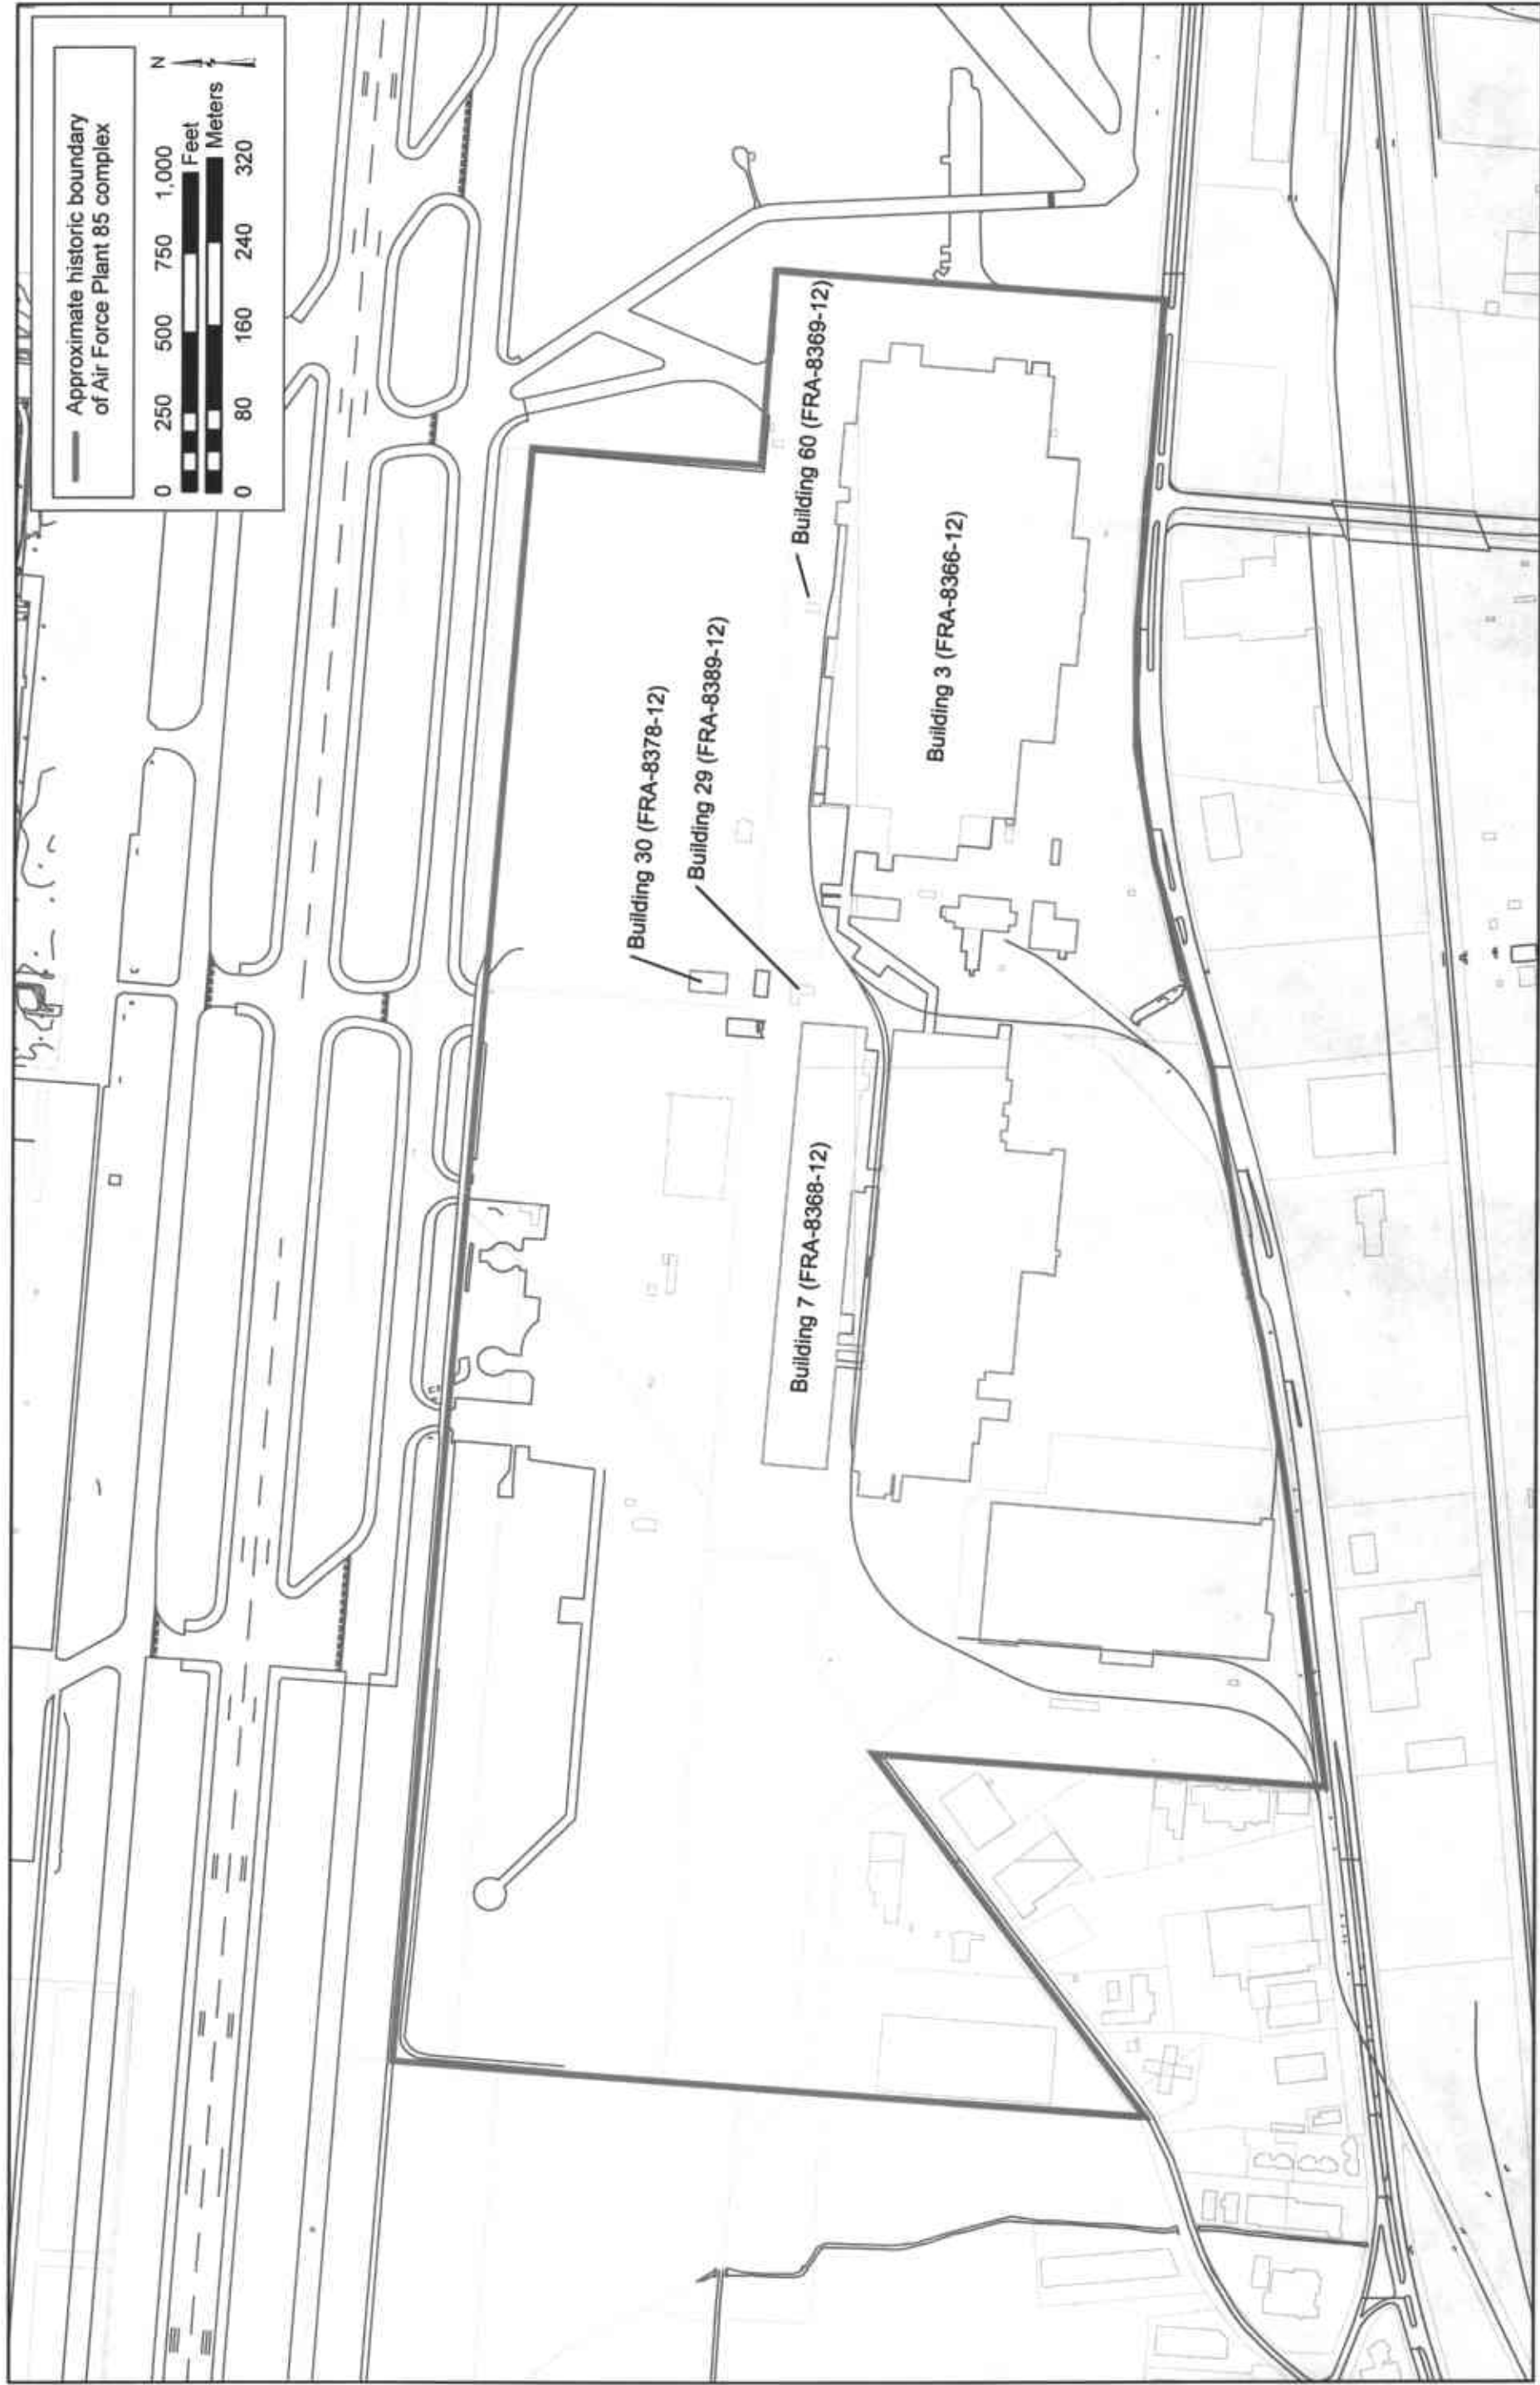 Approximate historic boundary
of Air Force Plant 85 complex
0 250 500 750 1,000
Feet
Meters
0 80 160 240 320
N
Building 30 (FRA-8378-12)
Building 29 (FRA-8389-12)
Building 60 (FRA-8369-12)
Building 3 (FRA-8366-12)
Building 7 (FRA-8368-12)